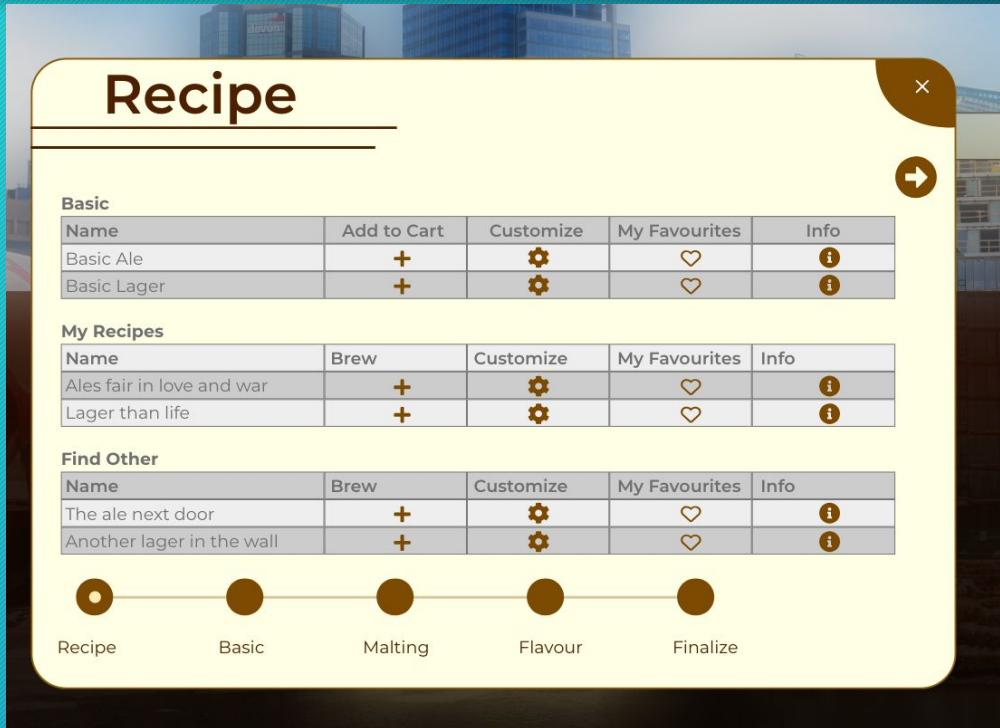 devan
Recipe
Basic
Name Add to Cart Customize My Favourites Info
Basic Ale
Basic Lager
My Recipes
Name Brew Customize My Favourites Info
Ales fair in love and war
Lager than life
Find Other
Name Brew Customize My Favourites Info
The ale next door
Another lager in the wall
Recipe Basic Malting Flavour Finalize